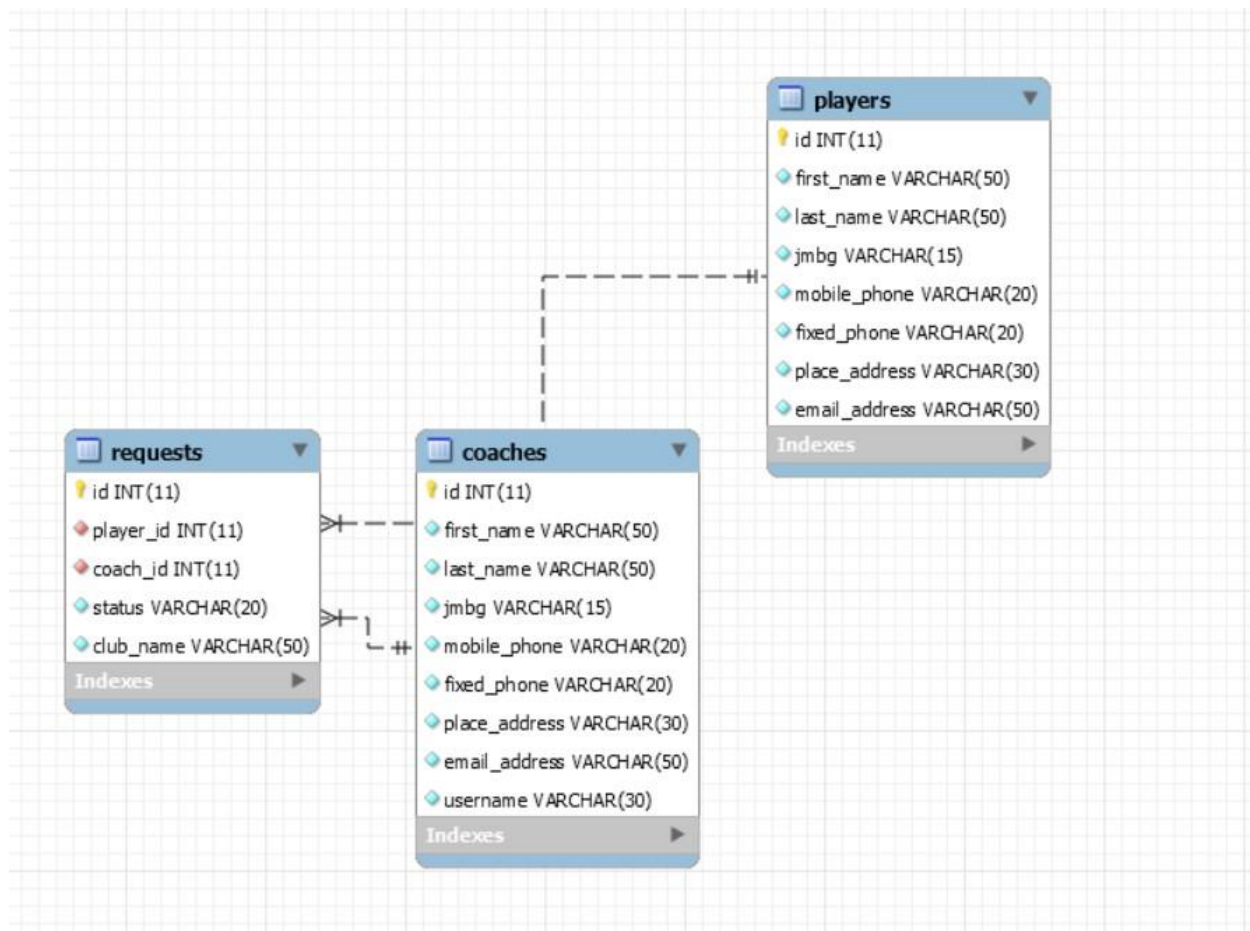 players
id INT(11)
first_name VARCHAR(50)
last_name VARCHAR(50)
jmbg VARCHAR(15)
mobile_phone VARCHAR(20)
fixed_phone VARCHAR(20)
place_address VARCHAR(30)
email_address VARCHAR(50)
Indexes
requests
id INT(11)
player_id INT(11)
coach_id INT(11)
status VARCHAR(20)
club_name VARCHAR(50)
Indexes
coaches
id INT(11)
first_name VARCHAR(50)
last_name VARCHAR(50)
jmbg VARCHAR(15)
mobile_phone VARCHAR(20)
fixed_phone VARCHAR(20)
place_address VARCHAR(30)
email_address VARCHAR(50)
username VARCHAR(30)
Indexes